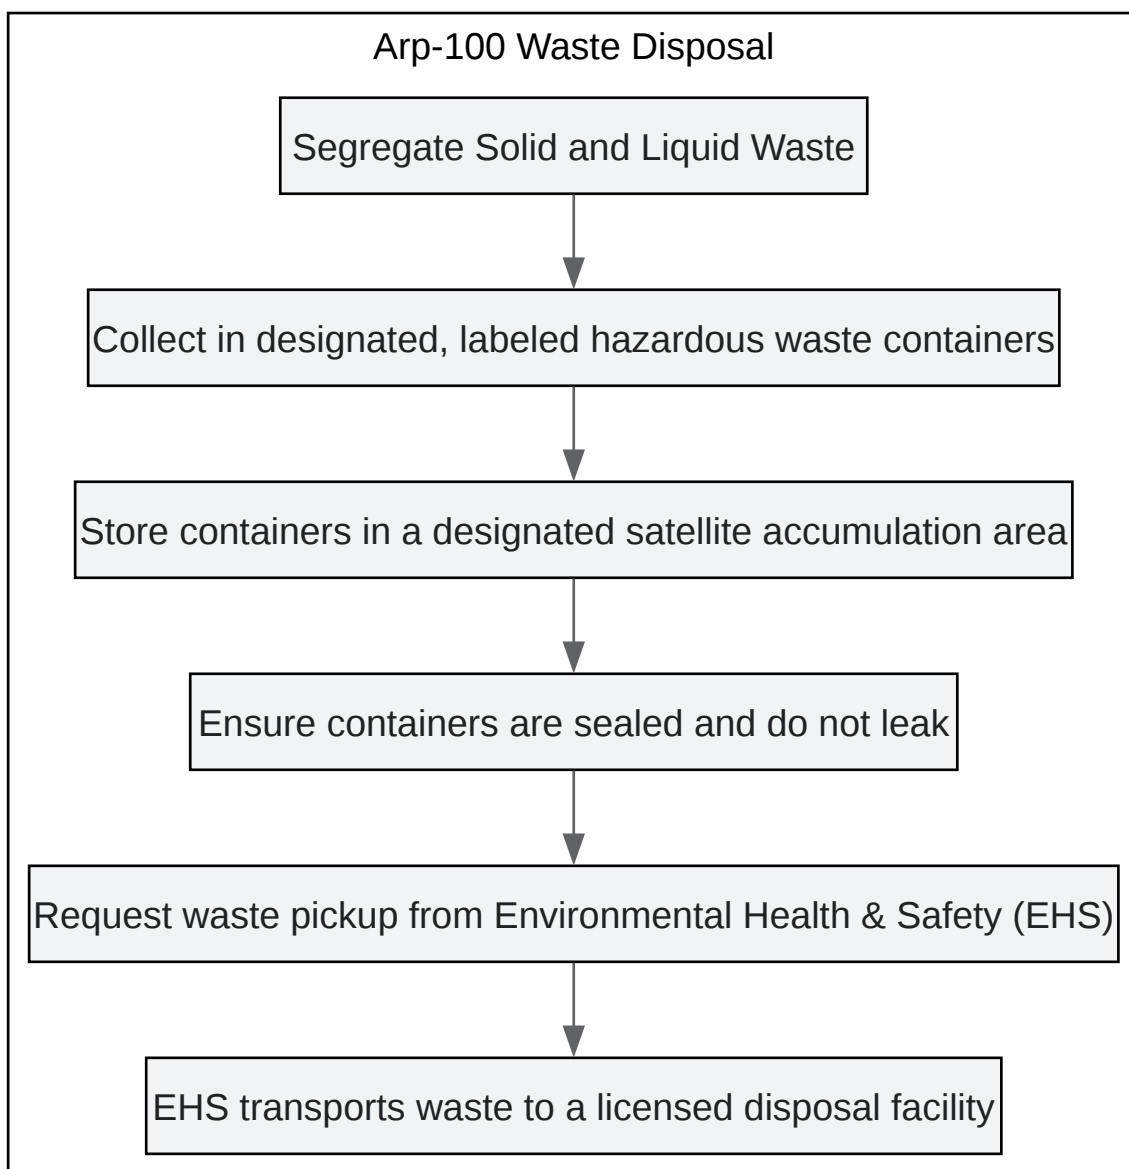 Arp-100 Waste Disposal
Segregate Solid and Liquid Waste
Collect in designated, labeled hazardous waste containers
Store containers in a designated satellite accumulation area
Ensure containers are sealed and do not leak
Request waste pickup from Environmental Health & Safety (EHS)
EHS transports waste to a licensed disposal facility